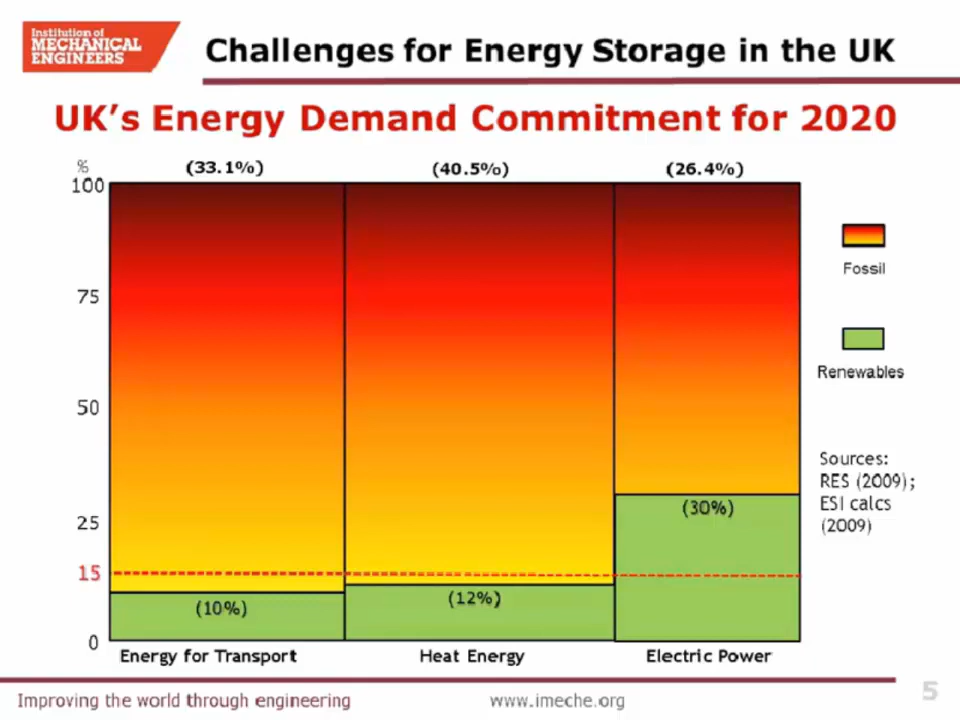 Institution of
MECHANICAL
ENGINEERS
Challenges for Energy Storage in the UK
UK's Energy Demand Commitment for 2020
%
(33.1%) (40.5%) (26.4%)
100
75
50
25
15
0
(10%)
(12%)
(30%)
Energy for Transport Heat Energy Electric Power
Fossil
Renewables
Sources:
RES (2009);
ESI calcs
(2009)
Improving the world through engineering www.imeche.org 5